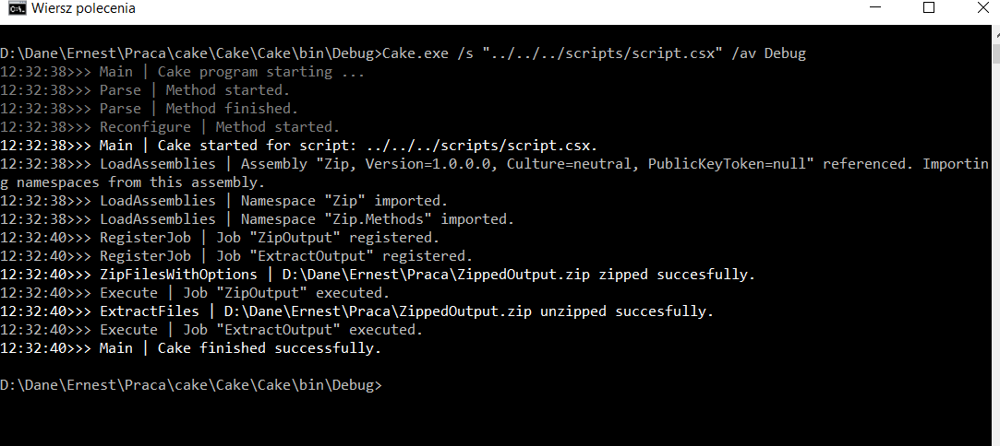 Wiersz polecenia
D:\Dane\Ernest\Praca\cake\Cake\Cake\bin\Debug>Cake.exe /s "../../../scripts/script.csx" /av Debug
12:32:38>>> Main | Cake program starting ...
12:32:38>>> Parse | Method started.
12:32:38>>> Parse | Method finished.
12:32:38>>> Reconfigure | Method started.
12:32:38>>> Main | Cake started for script: ../../../scripts/script.csx.
12:32:38>>> LoadAssemblies | Assembly "Zip, Version=1.0.0.0, Culture=neutral, PublicKeyToken=null" referenced. Importin
g namespaces from this assembly.
12:32:38>>> LoadAssemblies | Namespace "Zip" imported.
12:32:38>>> LoadAssemblies | Namespace "Zip.Methods" imported.
12:32:40>>> RegisterJob | Job "ZipOutput" registered.
12:32:40>>> RegisterJob | Job "ExtractOutput" registered.
12:32:40>>> ZipFilesWithOptions | D:\Dane\Ernest\Praca\ZippedOutput.zip zipped succesfully.
12:32:40>>> Execute | Job "ZipOutput" executed.
12:32:40>>> ExtractFiles | D:\Dane\Ernest\Praca\ZippedOutput.zip unzipped succesfully.
12:32:40>>> Execute | Job "ExtractOutput" executed.
12:32:40>>> Main | Cake finished successfully.
D:\Dane\Ernest\Praca\cake\Cake\Cake\bin\Debug>